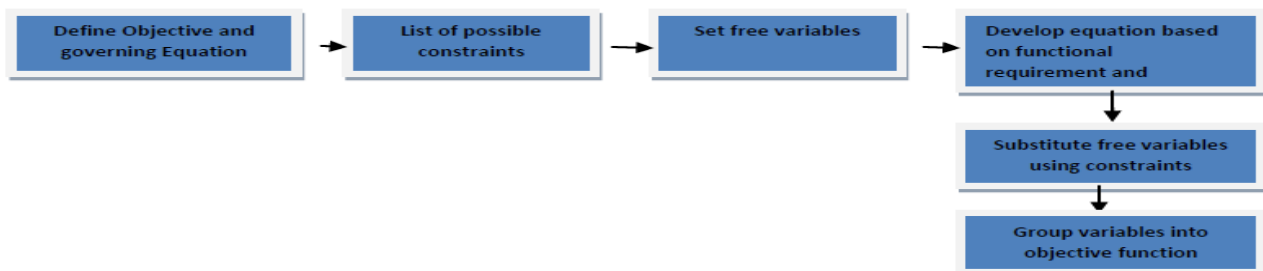 Define Objective and
governing Equation
List of possible
constraints
Set free variables
Develop equation based
on functional
requirement and
Substitute free variables
using constraints
Group variables into
objective function